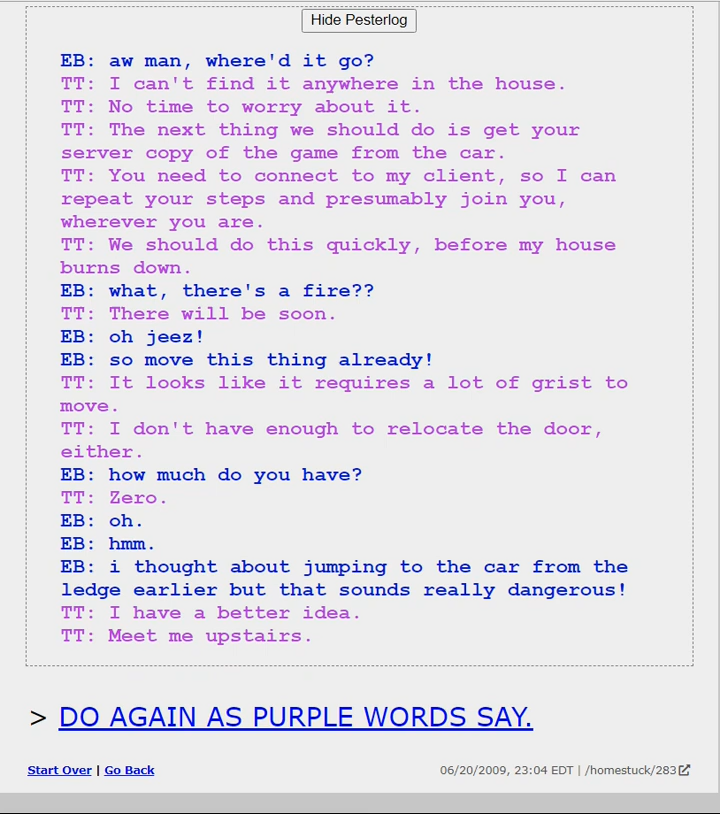 Hide Pesterlog
EB: aw man, where'd it go?
TT: I can't find it anywhere in the house.
TT: No time to worry about it.
TT: The next thing we should do is get your
server copy of the game from the car.
TT: You need to connect to my client, so I can
repeat your steps and presumably join you,
wherever you are.
TT: We should do this quickly, before my house
burns down.
EB: what, there's a fire??
TT: There will be soon.
EB: oh jeez!
EB: so move this thing already!
TT: It looks like it requires a lot of grist to
move.
TT: I don't have enough to relocate the door,
either.
EB: how much do you have?
TT: Zero.
EB: oh.
EB: hmm.
EB: i thought about jumping to the car from the
ledge earlier but that sounds really dangerous!
TT: I have a better idea.
TT: Meet me upstairs.
> DO AGAIN AS PURPLE WORDS SAY.
Start Over | Go Back 06/20/2009, 23:04 EDT | /homestuck/283